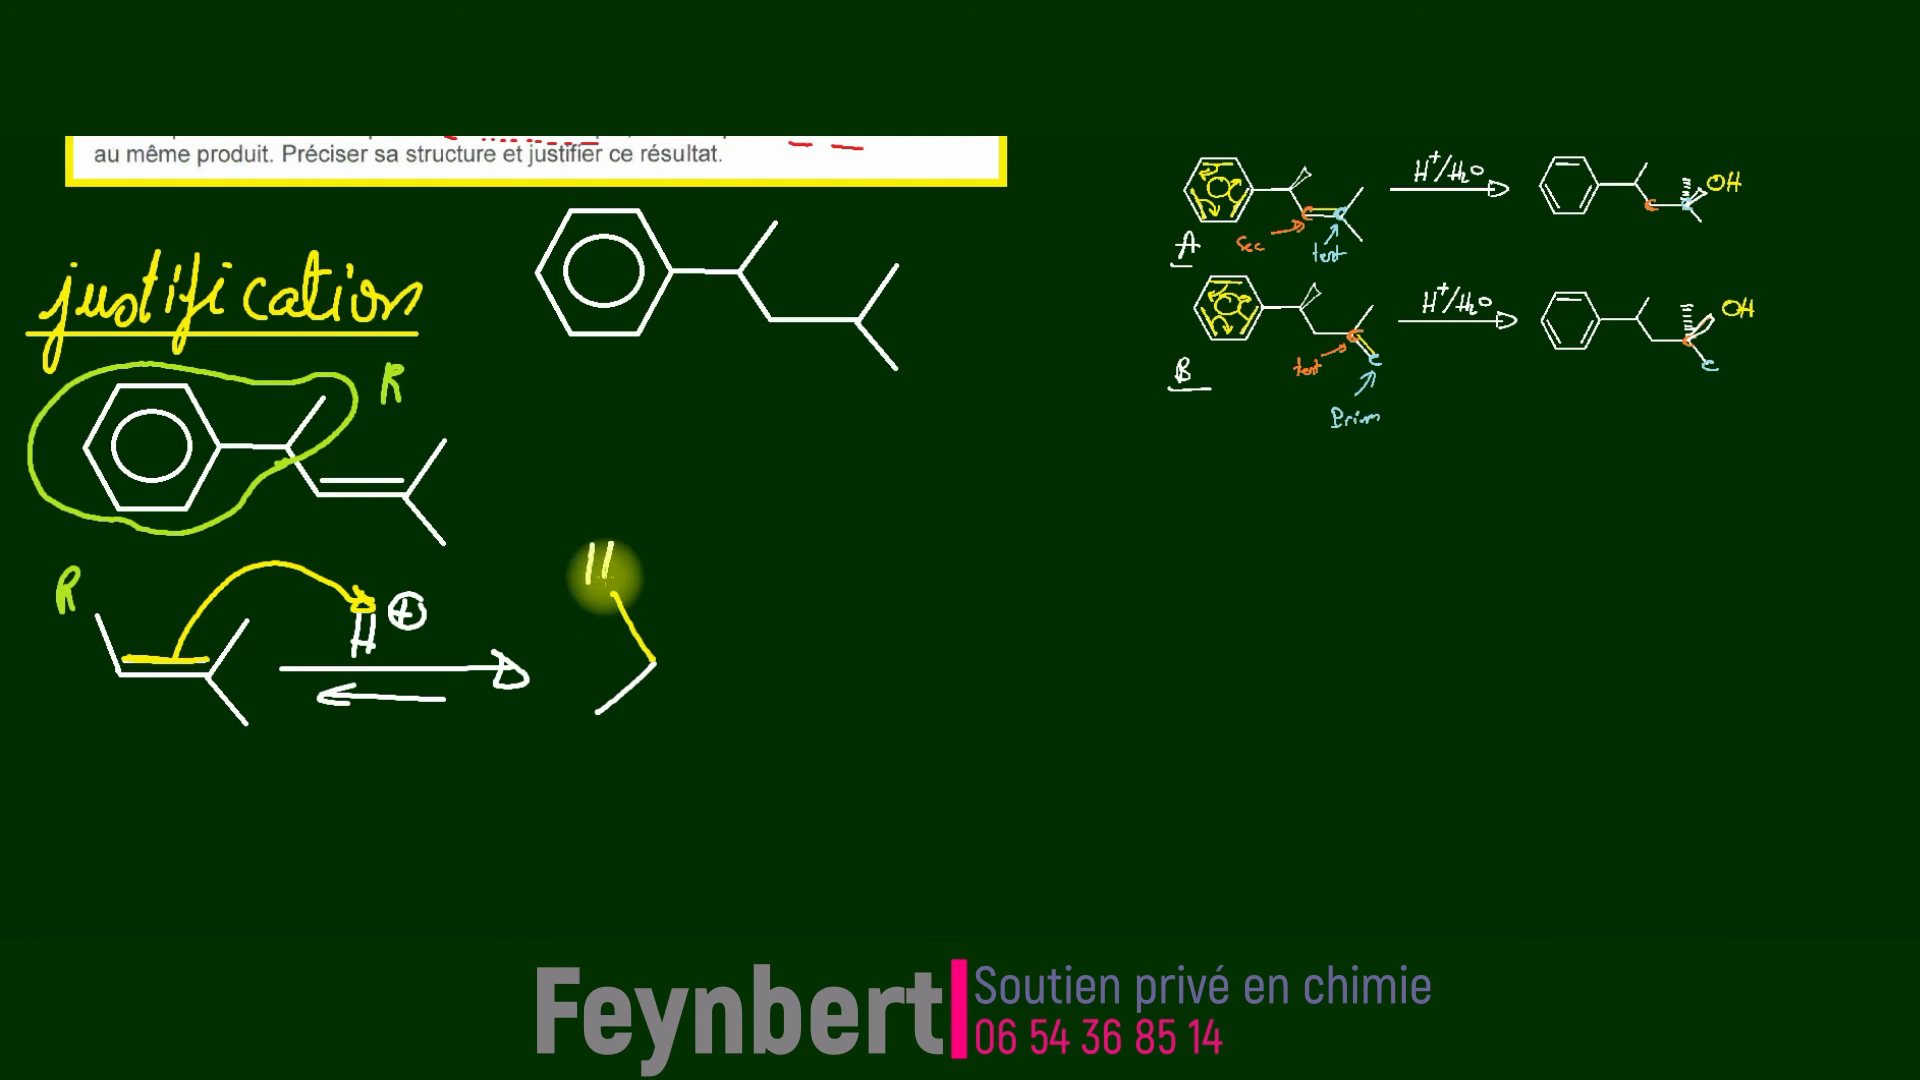 au même produit. Préciser sa structure et justifier ce résultat.
justification
R
R
H
+
H
A
Sec
tert
H+/H2O
OH
C
C
C
B
tert
Prim
H+/H2O
OH
C
C
C
Feynbert
Soutien privé en chimie
06 54 36 85 14